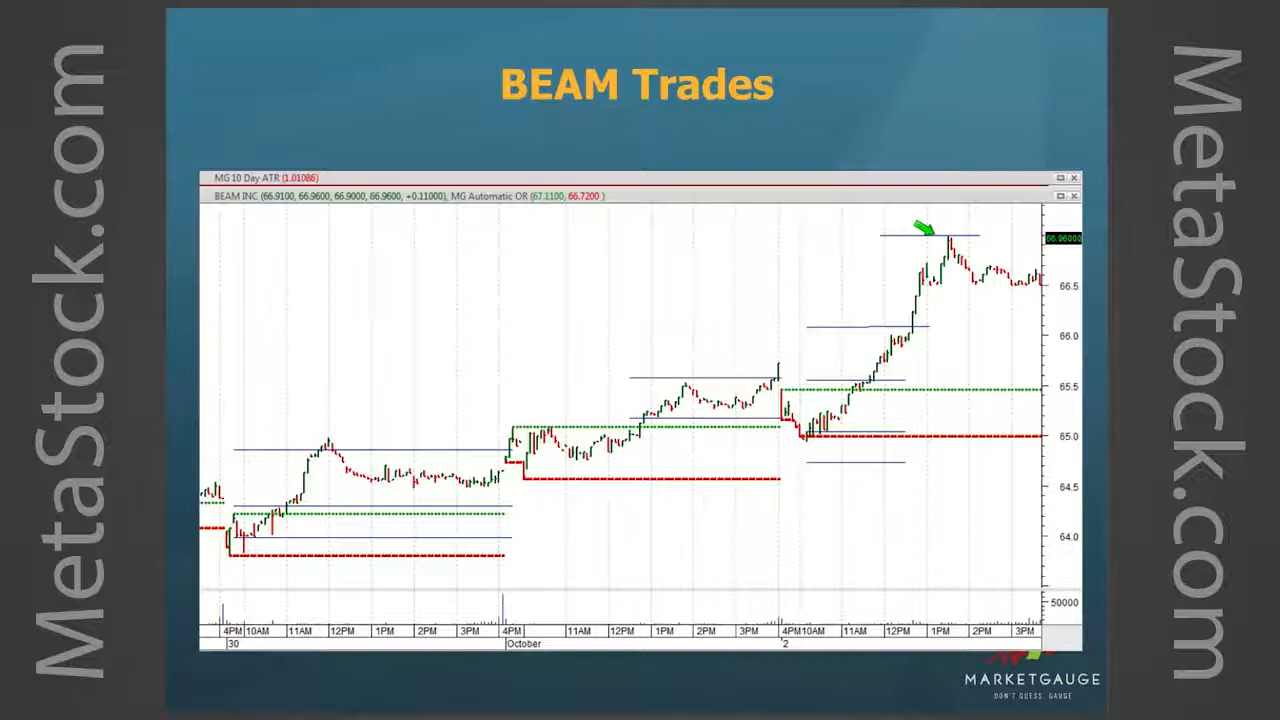 MetaStock.com
BEAM Trades
MG 10 Day ATR (1.01086)
BEAM INC (66.9100, 66.9600, 66.9000, 66.9600, +0.11000), MG Automatic OR (67.1100, 66.7200 )
66.96000
66.5
66.0
65.5
65.0
64.5
64.0
50000
4PM 10AM 11AM 12PM 1PM 2PM 3PM 4PM 11AM 12PM 1PM 2PM 3PM 4PM 10AM 11AM 12PM 1PM 2PM 3PM
30 October 2
MARKETGAUGE
DON'T GUESS. GAUGE
MetaStock.com